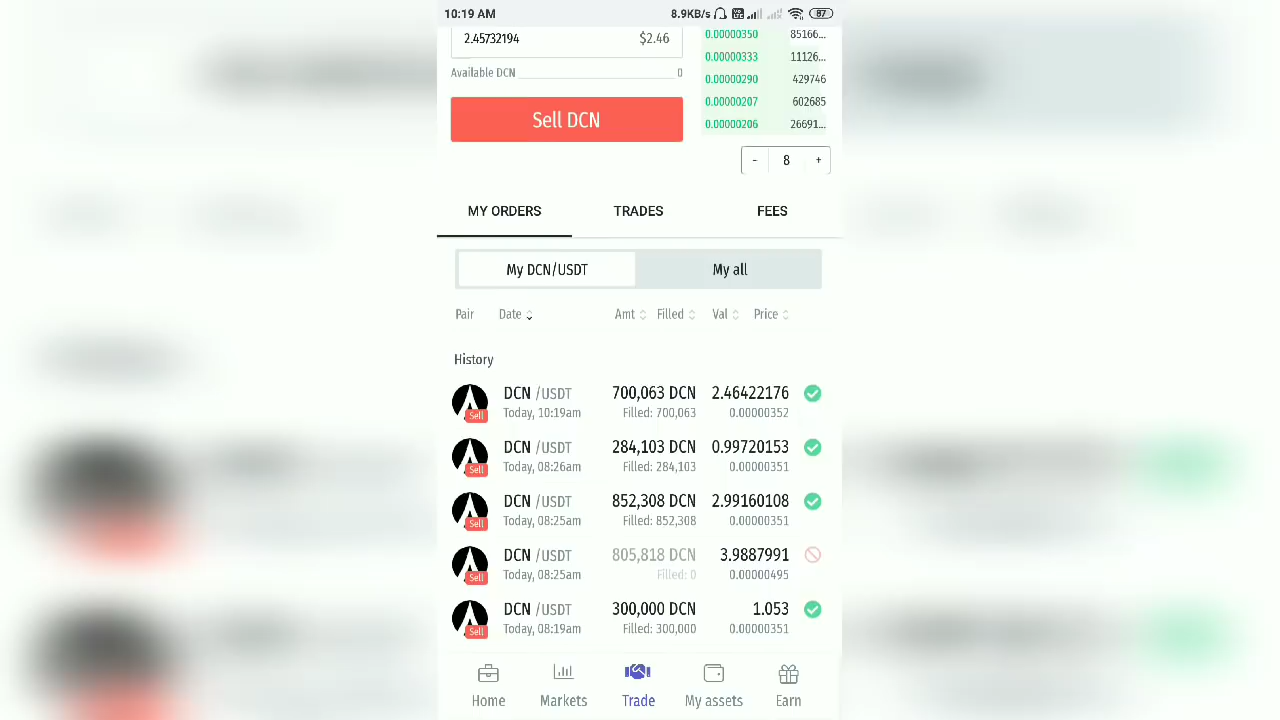 10:19 AM 8.9KB/s 87
2.45732194 $2.46
0.00000350 85166...
0.00000333 11126...
Available DCN 0
0.00000290 429746
0.00000207 602685
Sell DCN
0.00000206 26691...
- 8 +
MY ORDERS TRADES FEES
My DCN/USDT My all
Pair Date Amt Filled Val Price
History
DCN /USDT 700,063 DCN 2.46422176
Sell Today, 10:19am Filled: 700,063 0.00000352
DCN /USDT 284,103 DCN 0.99720153
Sell Today, 08:26am Filled: 284,103 0.00000351
DCN /USDT 852,308 DCN 2.99160108
Sell Today, 08:25am Filled: 852,308 0.00000351
DCN /USDT 805,818 DCN 3.9887991
Sell Today, 08:25am Filled: 0 0.00000495
DCN /USDT 300,000 DCN 1.053
Sell Today, 08:19am Filled: 300,000 0.00000351
Home Markets Trade My assets Earn